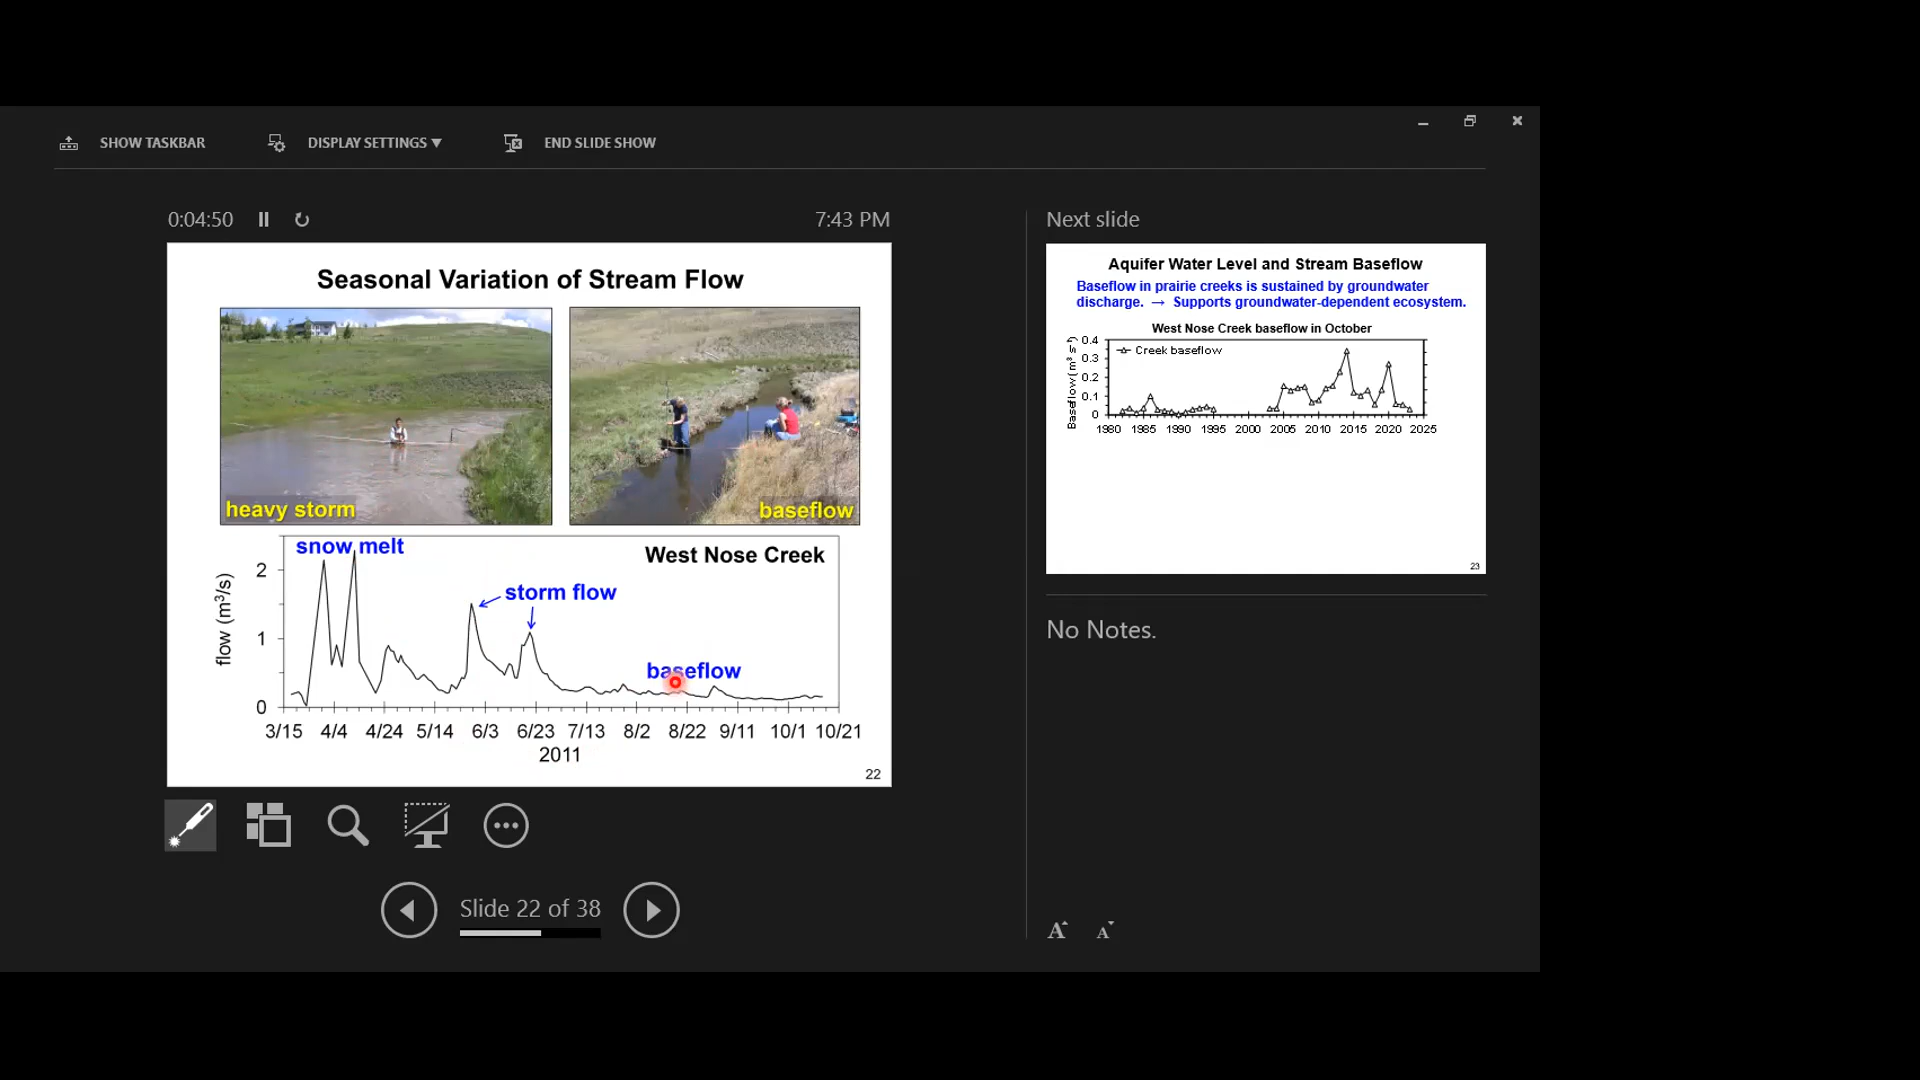 SHOW TASKBAR
DISPLAY SETTINGS ▼
END SLIDE SHOW
0:04:50
7:43 PM
Seasonal Variation of Stream Flow
heavy storm
baseflow
snow melt
West Nose Creek
storm flow
baseflow
flow (m³/s)
2
1
0
3/15 4/4 4/24 5/14 6/3 6/23 7/13 8/2 8/22 9/11 10/1 10/21
2011
22
Slide 22 of 38
Next slide
Aquifer Water Level and Stream Baseflow
Baseflow in prairie creeks is sustained by groundwater
discharge. → Supports groundwater-dependent ecosystem.
West Nose Creek baseflow in October
Creek baseflow
Baseflow (m³ s⁻¹)
0.4
0.3
0.2
0.1
0
1980 1985 1990 1995 2000 2005 2010 2015 2020 2025
23
No Notes.
A A